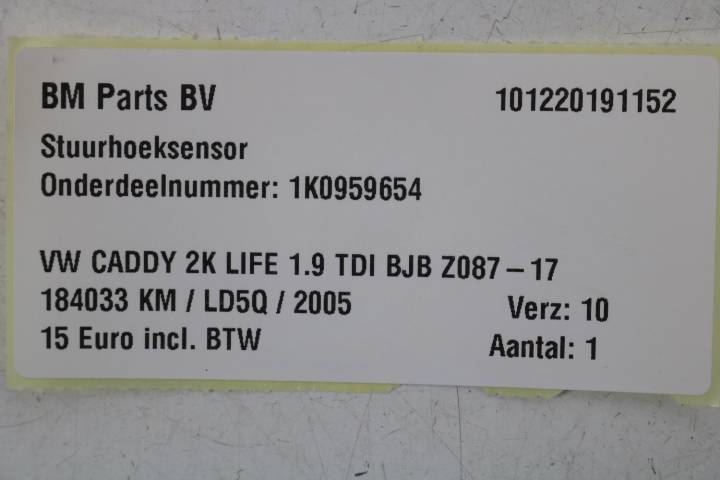 BM Parts BV 101220191152
Stuurhoeksensor
Onderdeelnummer: 1K0959654
VW CADDY 2K LIFE 1.9 TDI BJB Z087 – 17
184033 KM / LD5Q / 2005 Verz: 10
15 Euro incl. BTW Aantal: 1